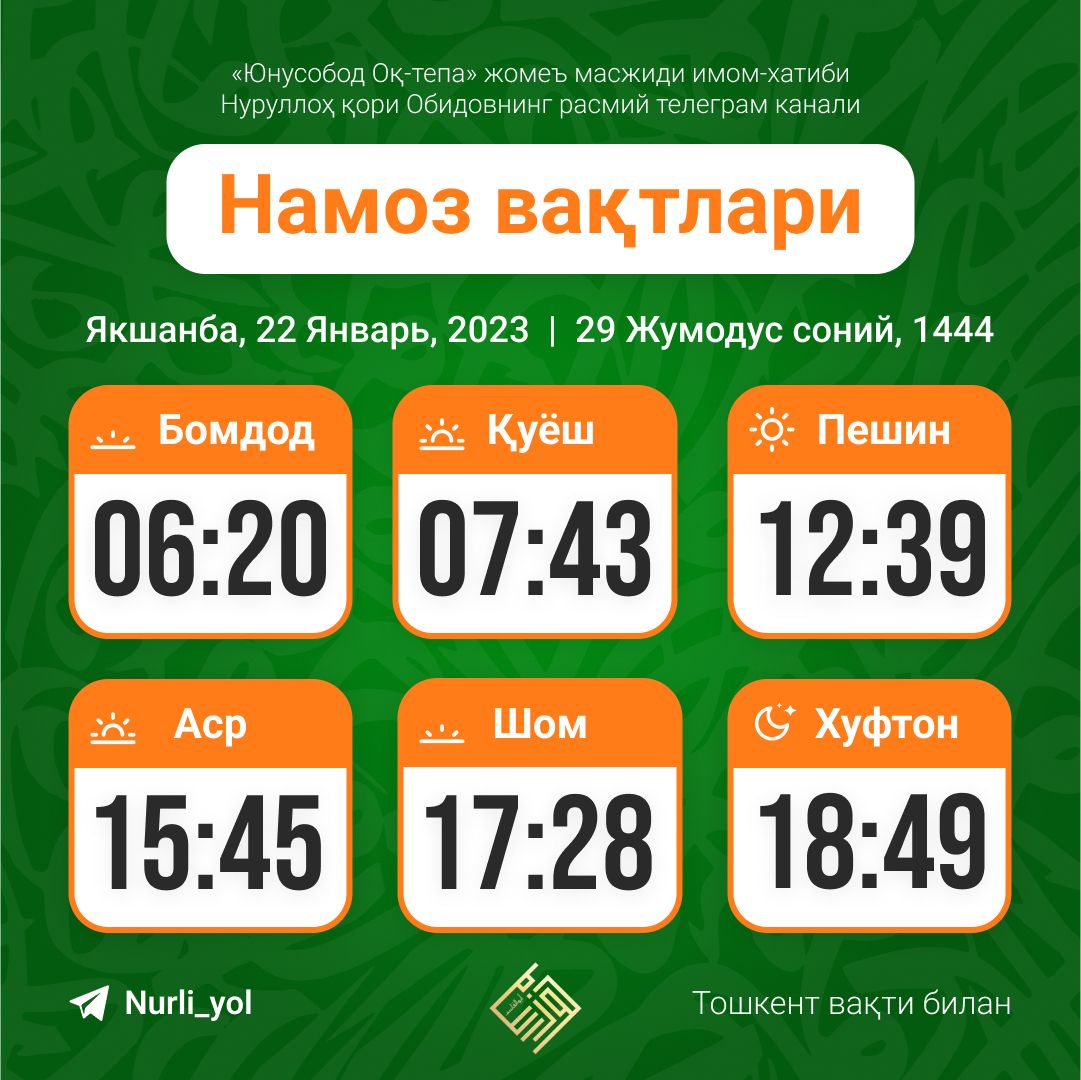 «Юнусобод Оқ-тепа» жомеъ масжиди имом-хатиби
Нуруллоҳ қори Обидовнинг расмий телеграм канали
Намоз вақтлари
Якшанба, 22 Январь, 2023 | 29 Жумодус соний, 1444
Бомдод
06:20
Қуёш
07:43
Пешин
12:39
Аср
15:45
Шом
17:28
Хуфтон
18:49
Nurli_yol
Тошкент вақти билан